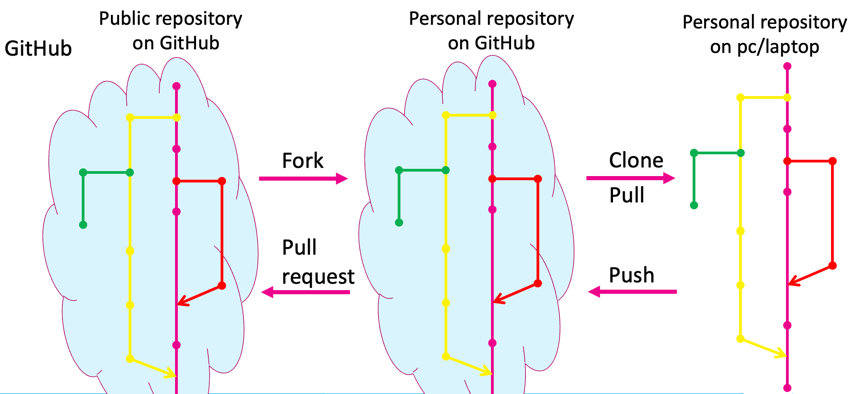 GitHub
Public repository
on GitHub
Personal repository
on GitHub
Personal repository
on pc/laptop
Fork
Pull
request
Clone
Pull
Push